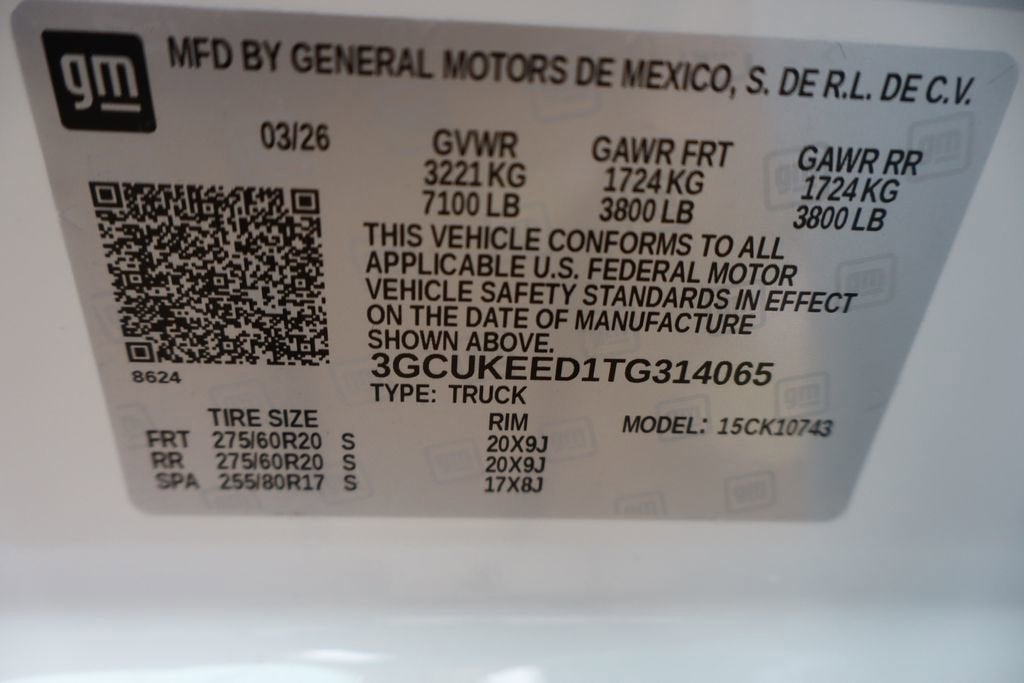 gm
MFD BY GENERAL MOTORS DE MEXICO, S. DE R.L. DE C.V.
03/26
GVWR GAWR FRT GAWR RR
3221 KG 1724 KG 1724 KG
7100 LB 3800 LB 3800 LB
THIS VEHICLE CONFORMS TO ALL
APPLICABLE U.S. FEDERAL MOTOR
VEHICLE SAFETY STANDARDS IN EFFECT
ON THE DATE OF MANUFACTURE
SHOWN ABOVE.
3GCUKEED1TG314065
8624
TYPE: TRUCK
TIRE SIZE RIM MODEL: 15CK10743
FRT 275/60R20 S 20X9J
RR 275/60R20 S 20X9J
SPA 255/80R17 S 17X8J